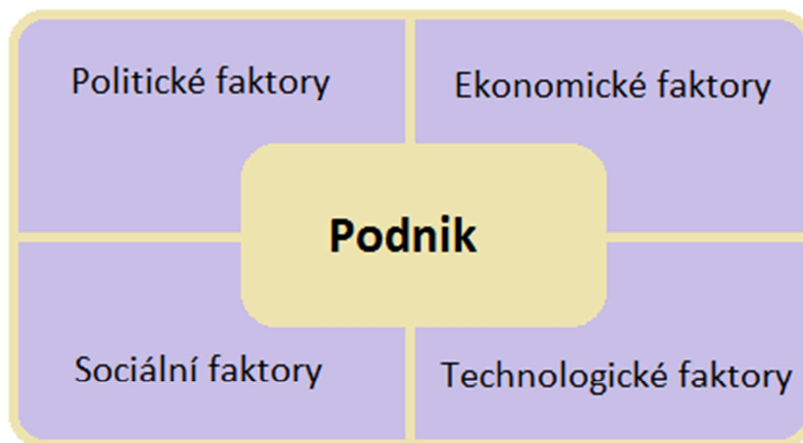 Politické faktory
Ekonomické faktory
Podnik
Sociální faktory
Technologické faktory